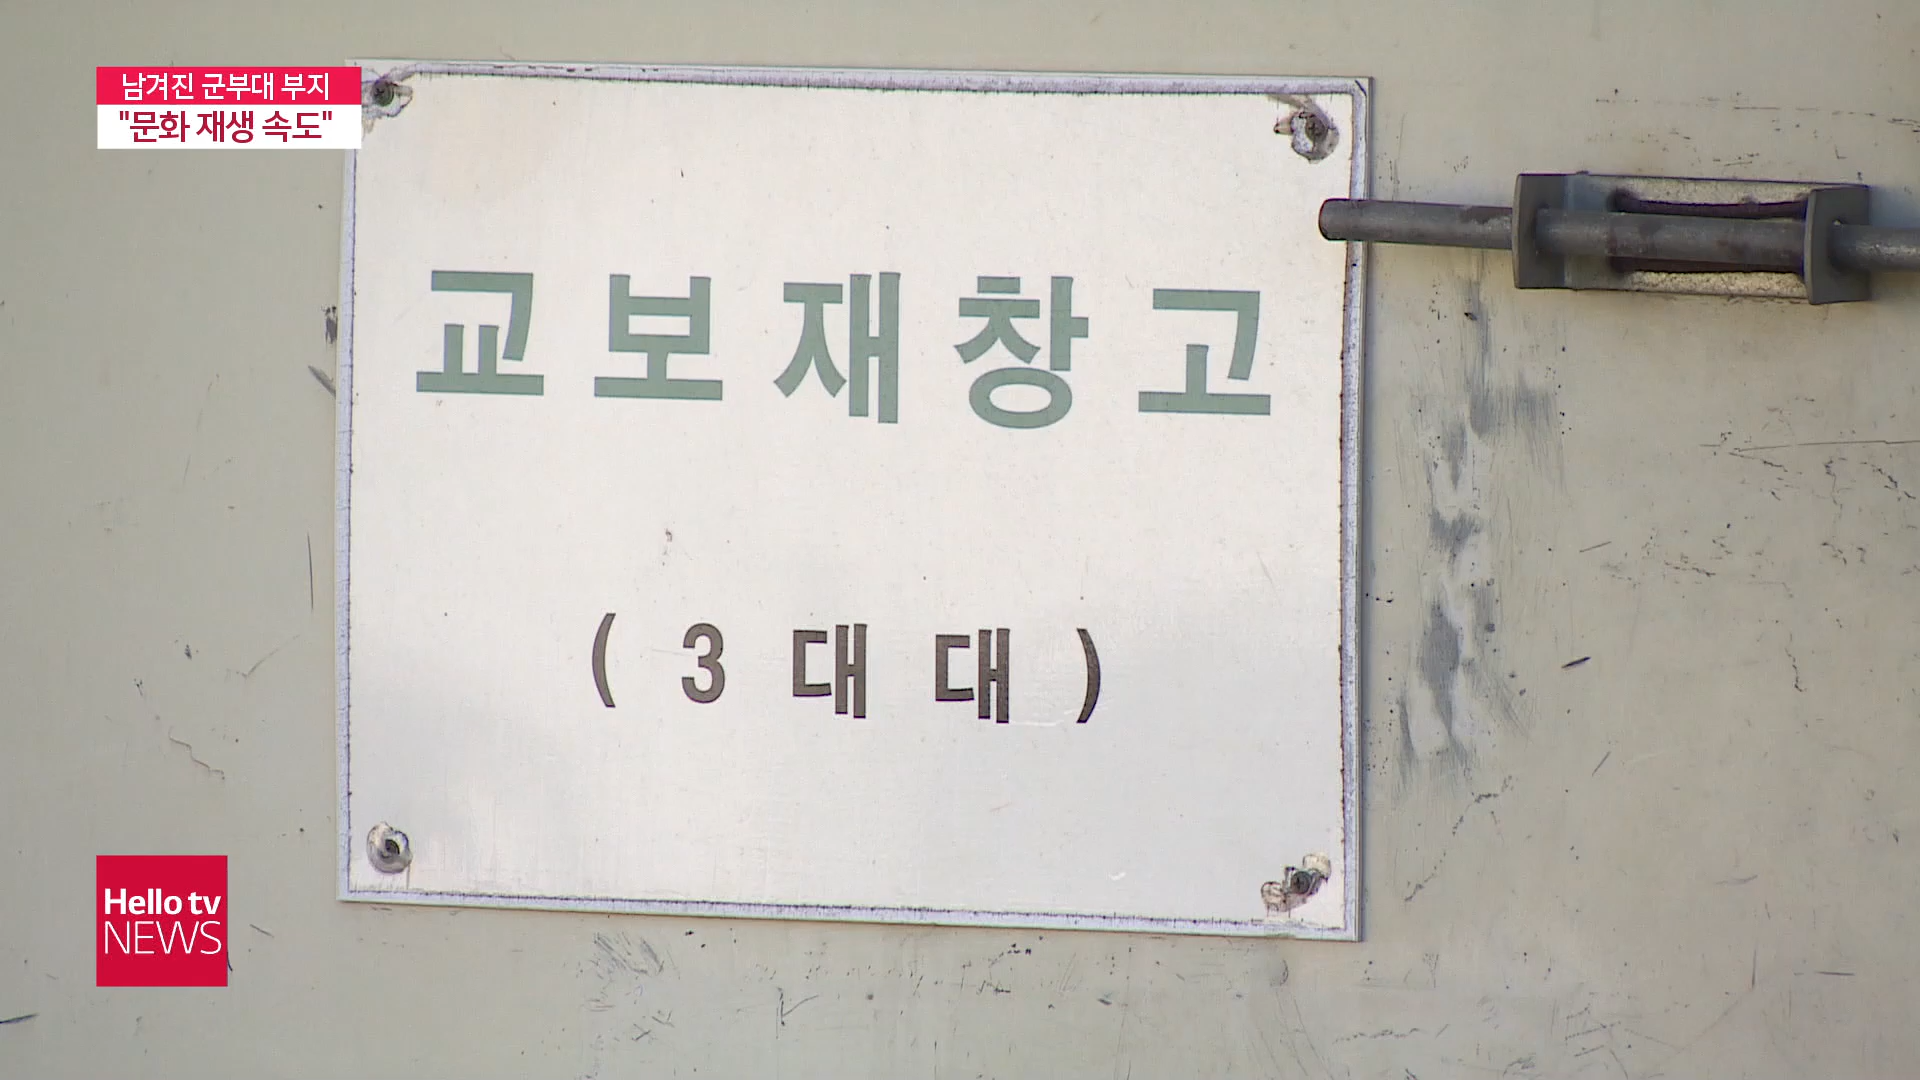 남겨진 군부대 부지
"문화 재생 속도"
교보재창고
( 3 대 대 )
Hello tv
NEWS